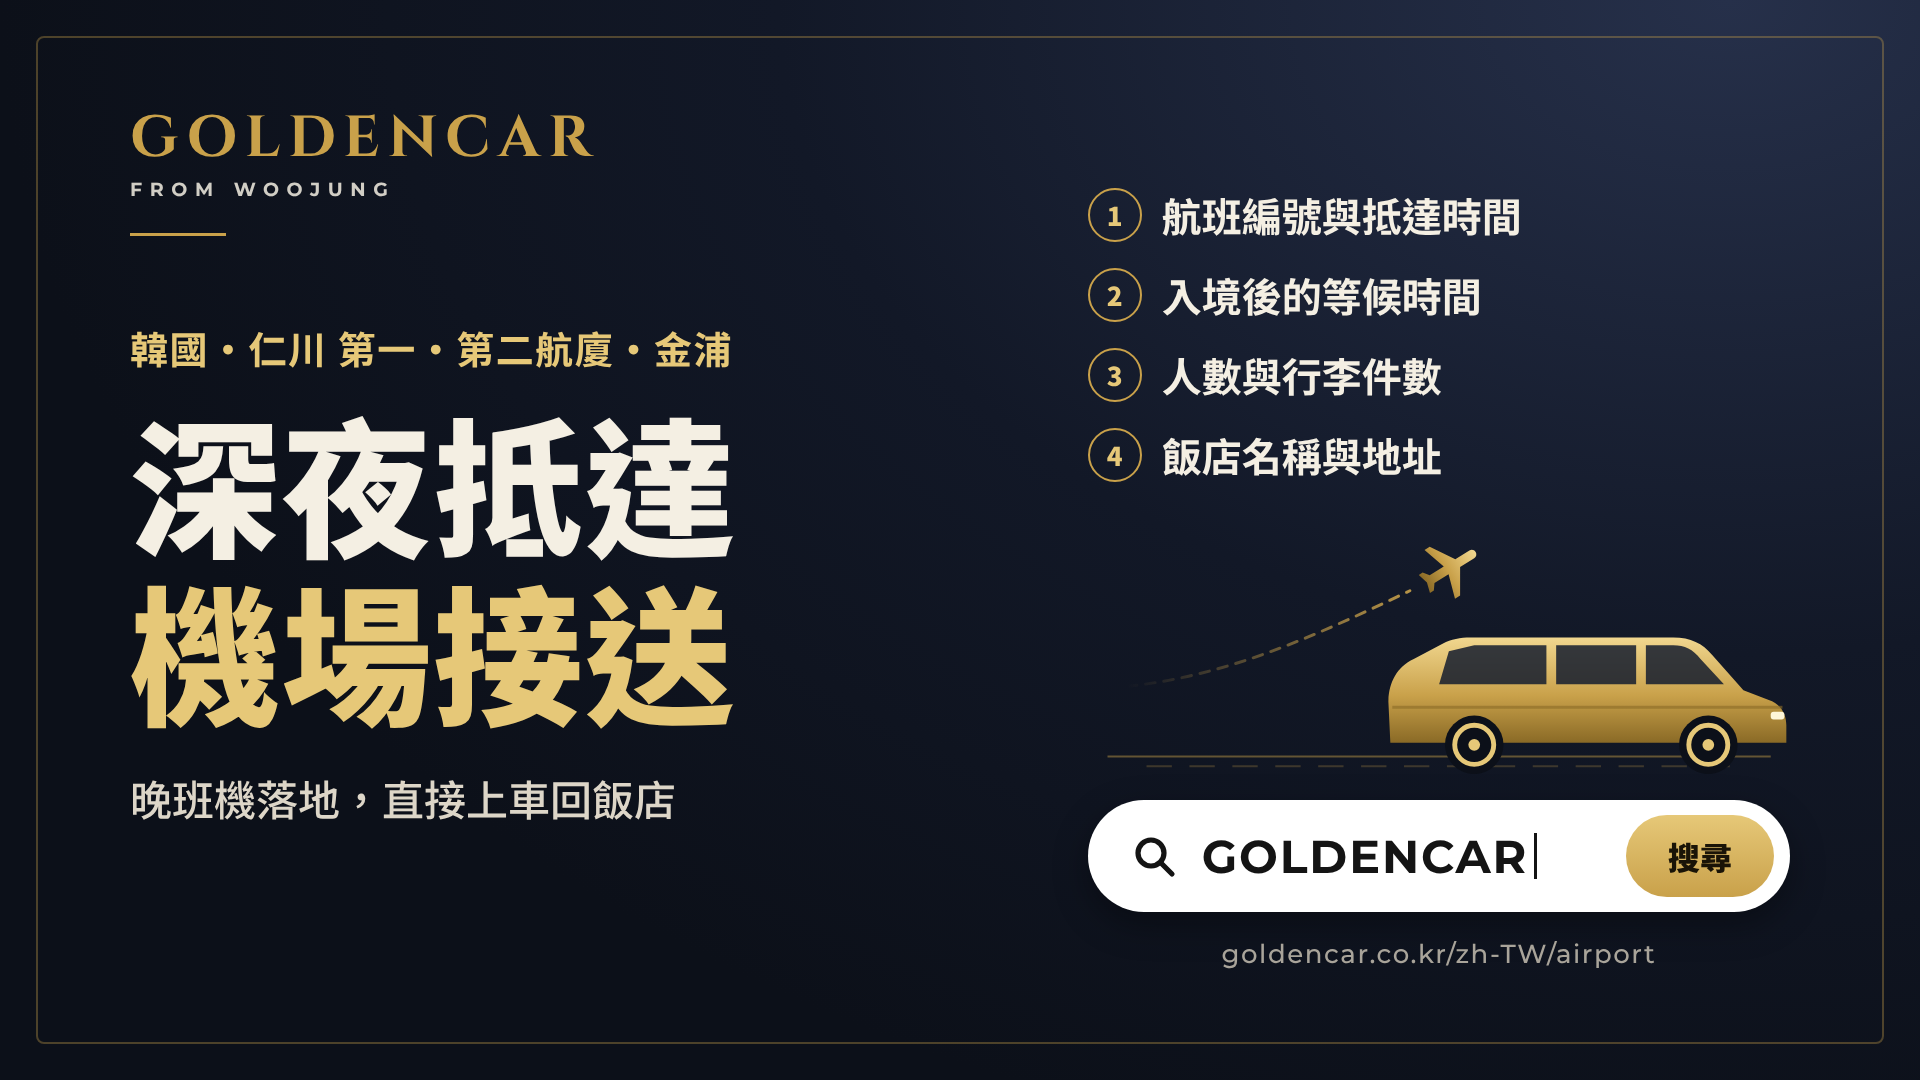 GOLDENCAR
FROM WOOJUNG
韓國・仁川 第一・第二航廈・金浦
深夜抵達
機場接送
晚班機落地，直接上車回飯店
1 航班編號與抵達時間
2 入境後的等候時間
3 人數與行李件數
4 飯店名稱與地址
GOLDENCAR 搜尋
goldencar.co.kr/zh-TW/airport